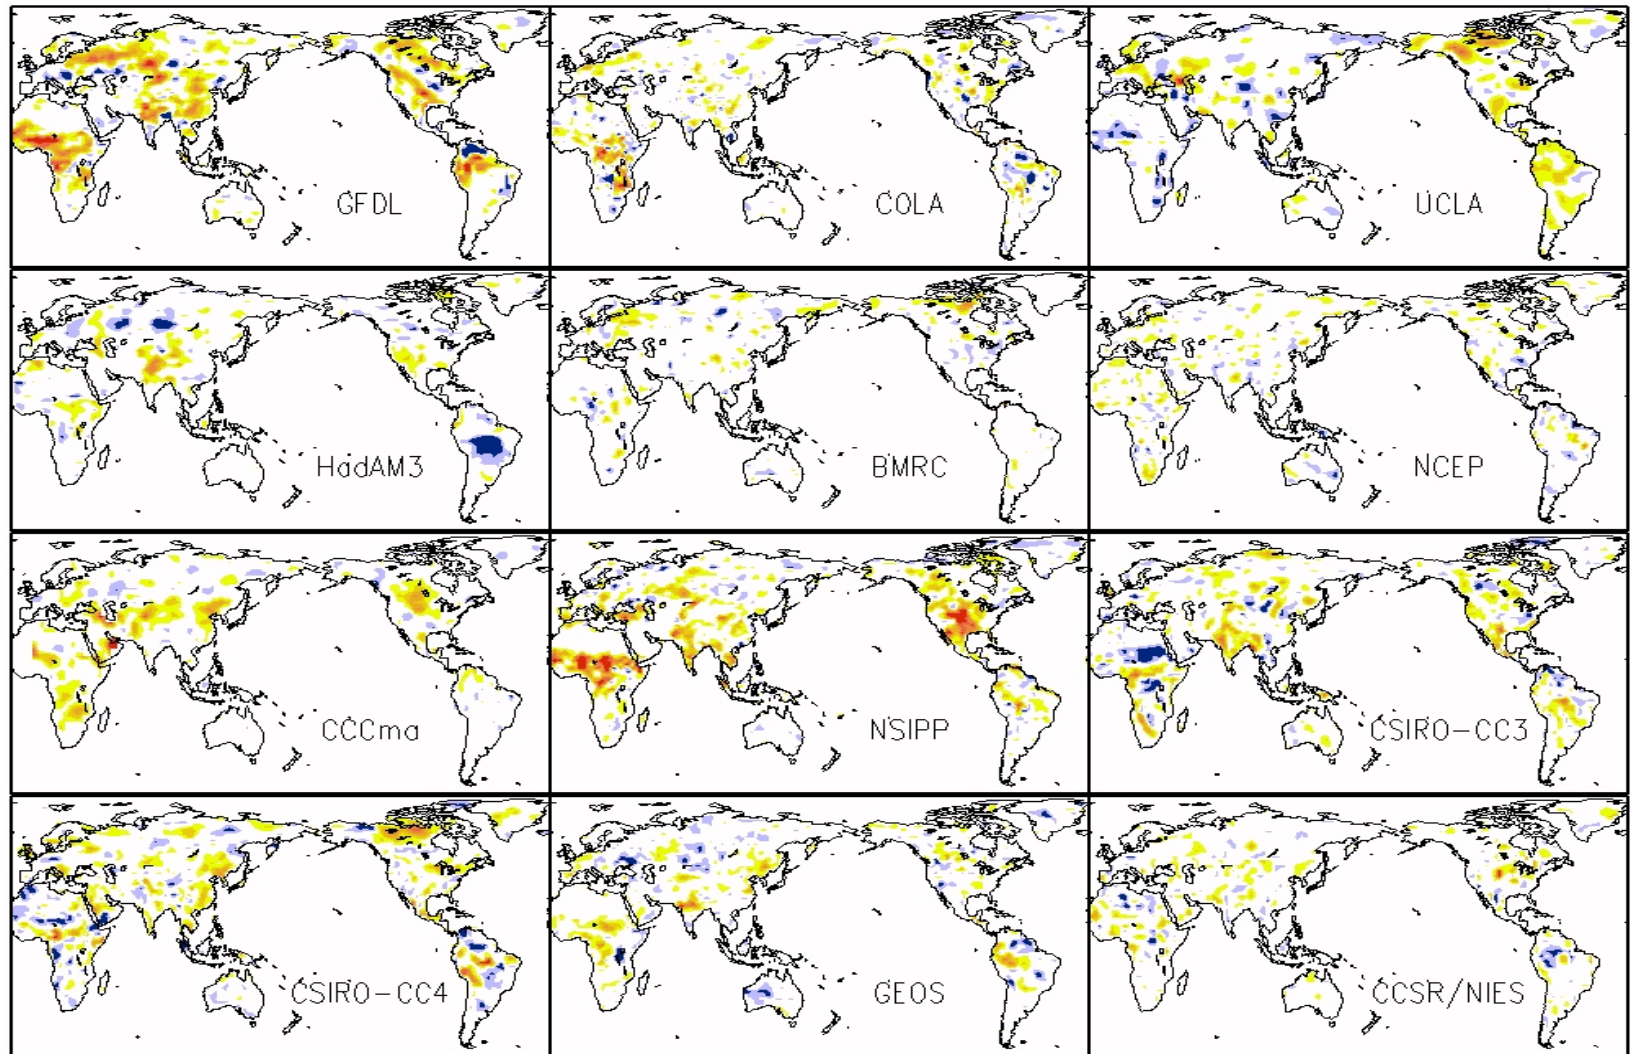 GFDL
COLA
UCLA
HadAM3
BMRC
NCEP
CCCma
NSIPP
CSIRO-CC3
CSIRO-CC4
GEOS
CCSR/NIES